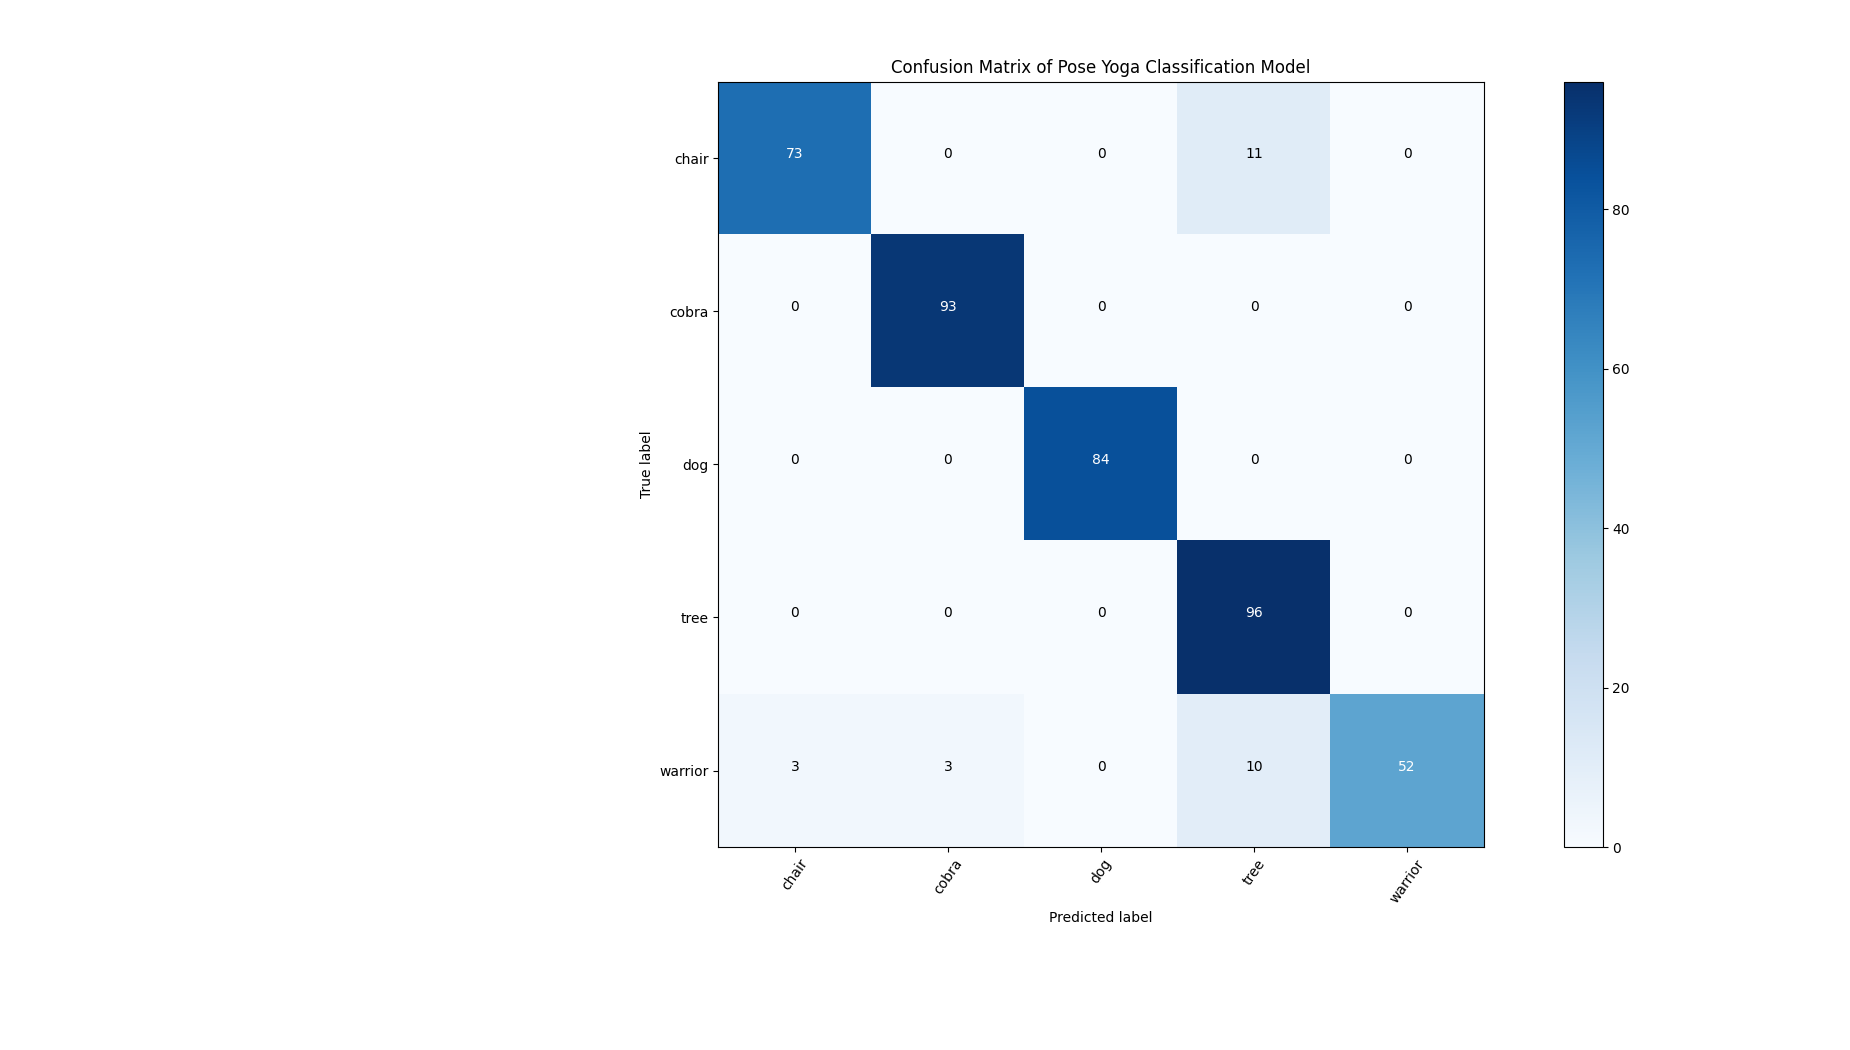 Confusion Matrix of Pose Yoga Classification Model
chair 73 0 0 11 0
cobra 0 93 0 0 0
dog 0 0 84 0 0
tree 0 0 0 96 0
warrior 3 3 0 10 52
True label
chair cobra dog tree warrior
Predicted label
80
60
40
20
0